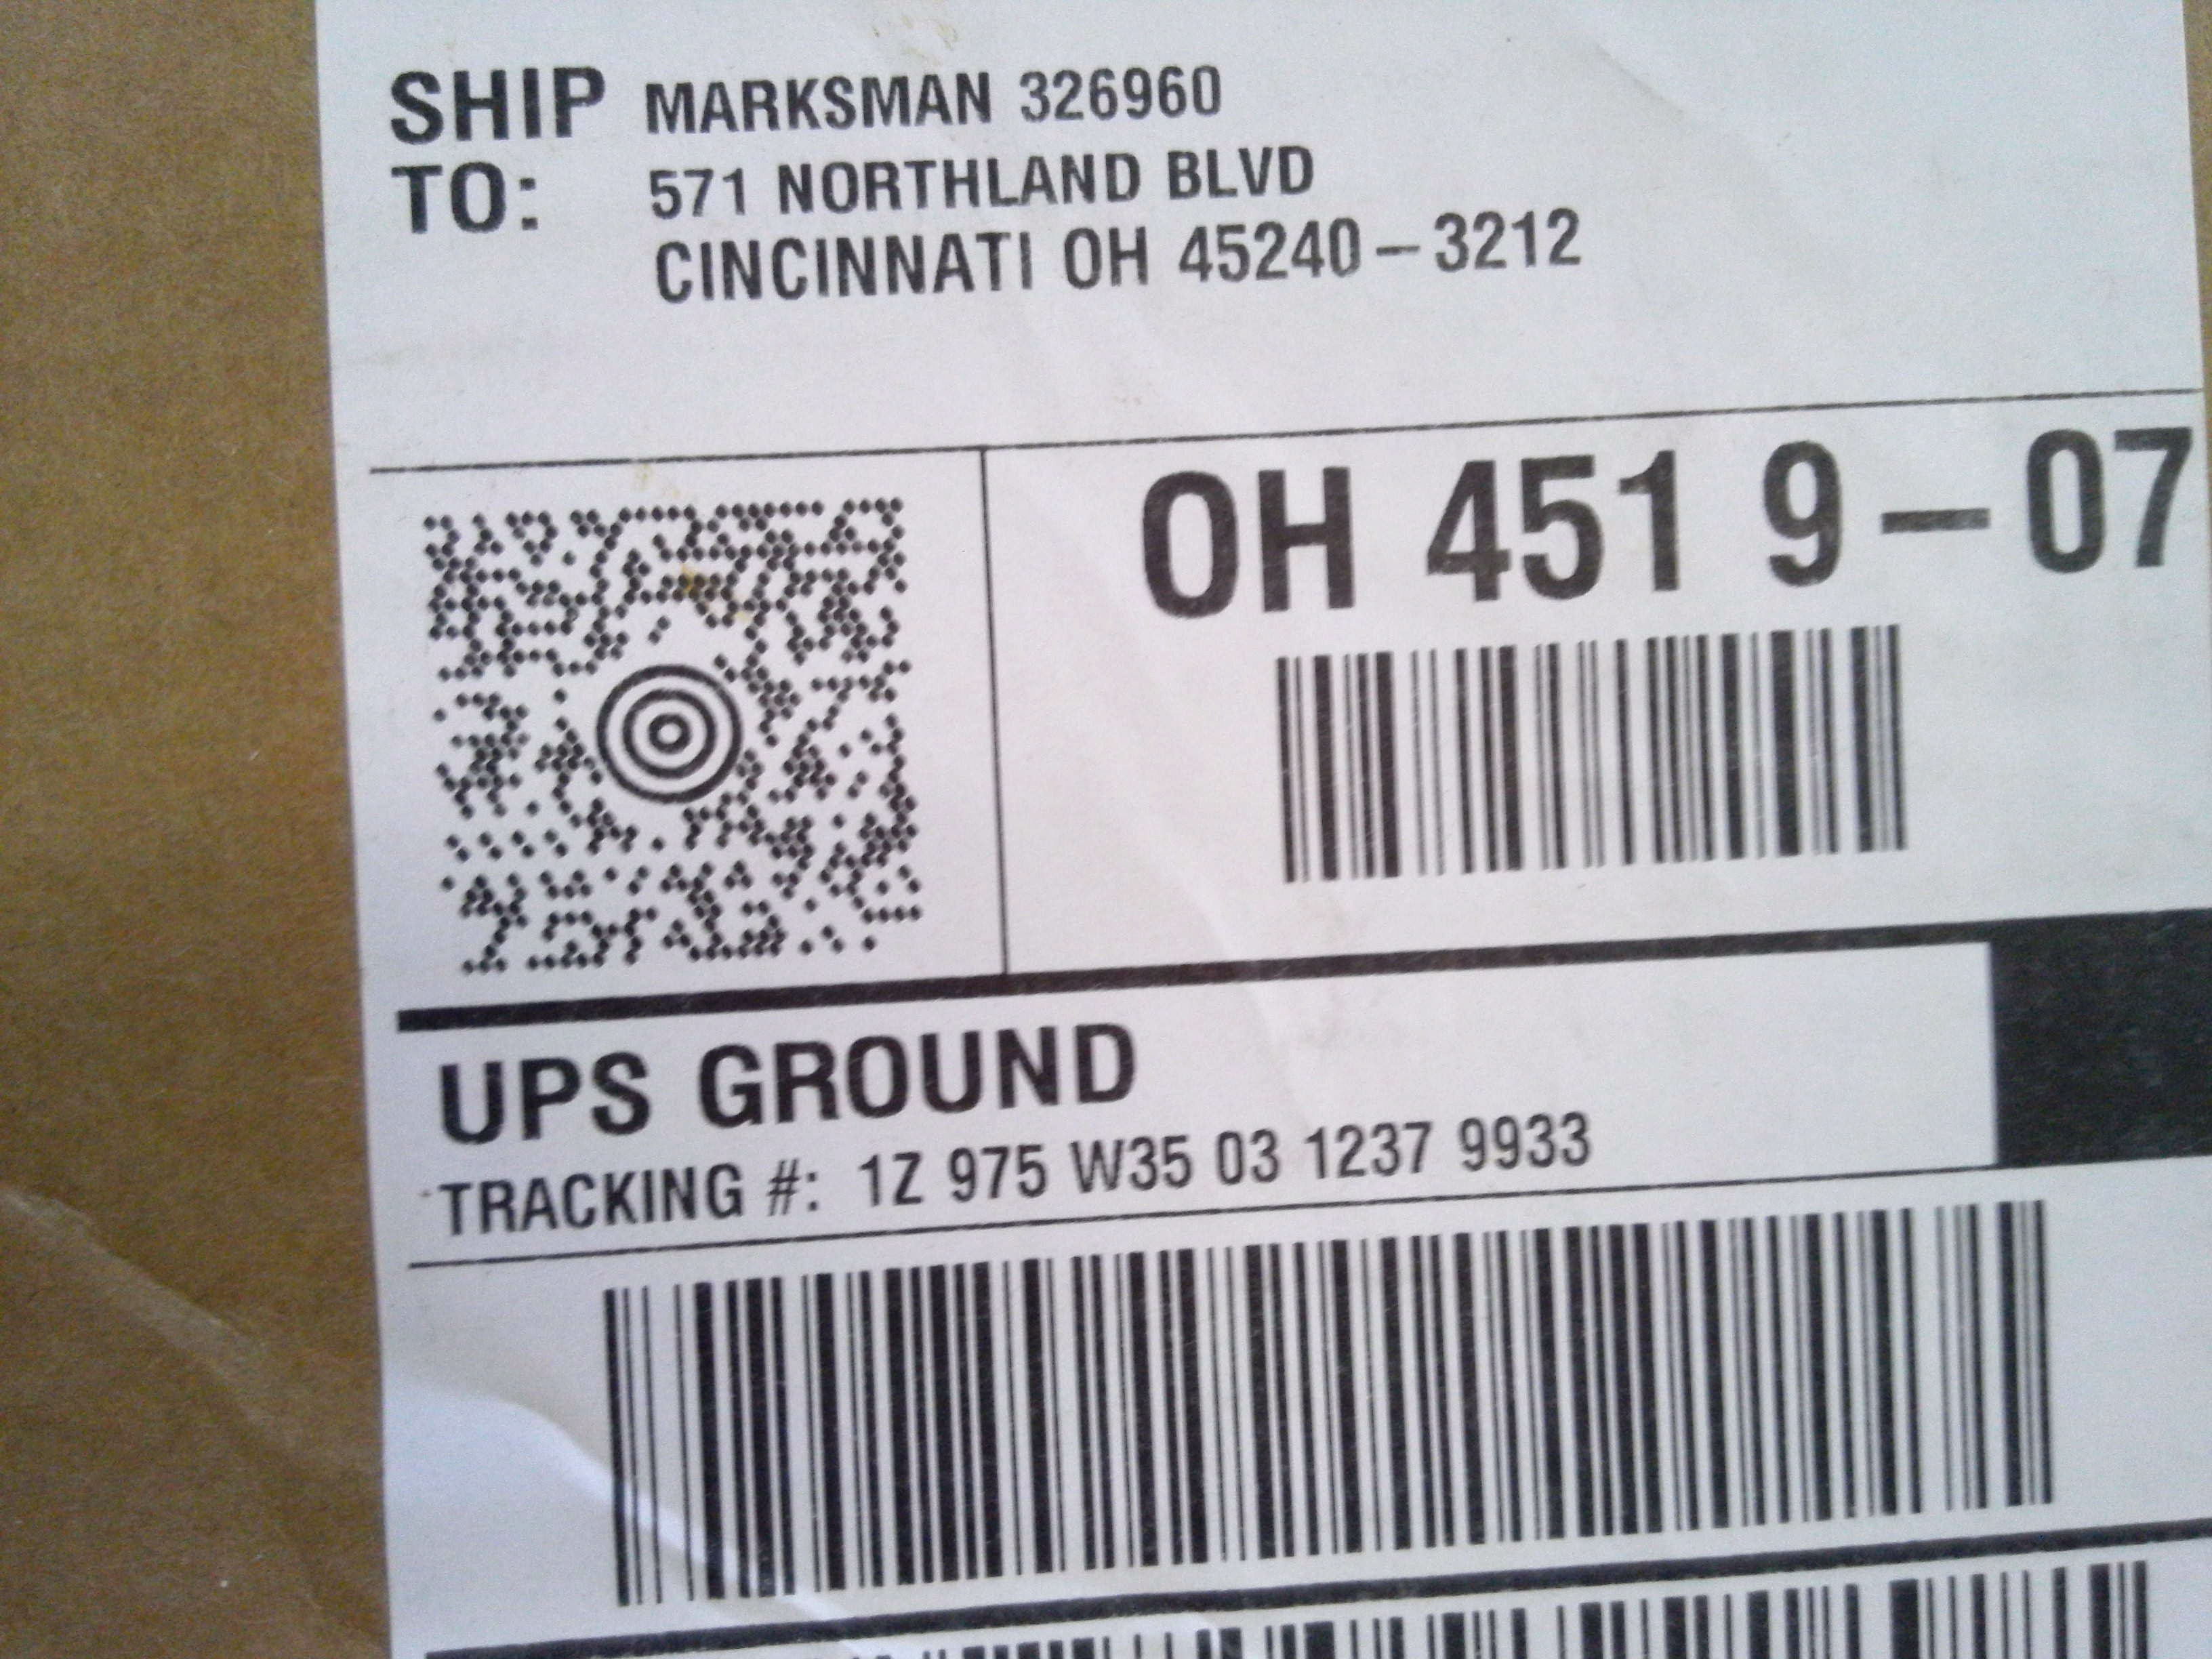 SHIP MARKSMAN 326960
TO: 571 NORTHLAND BLVD
CINCINNATI OH 45240-3212
OH 451 9-07
UPS GROUND
TRACKING #: 1Z 975 W35 03 1237 9933